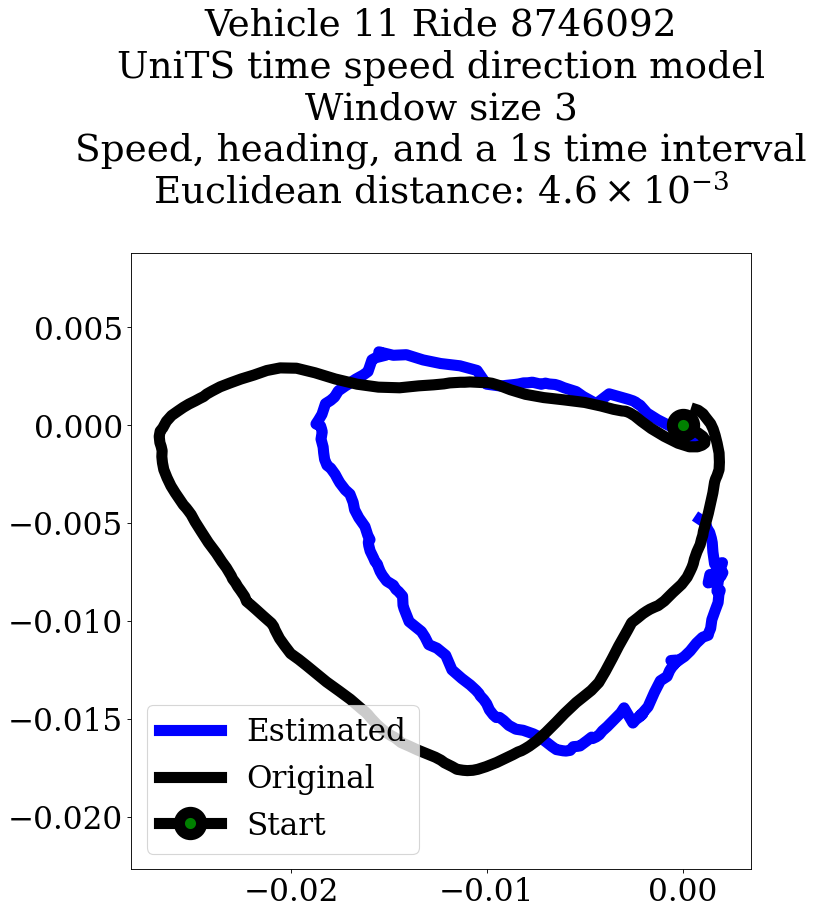 Vehicle 11 Ride 8746092
UniTS time speed direction model
Window size 3
Speed, heading, and a 1s time interval
Euclidean distance: 4.6 × 10⁻³
0.005
0.000
−0.005
−0.010
−0.015
−0.020
Estimated
Original
Start
−0.02
−0.01
0.00